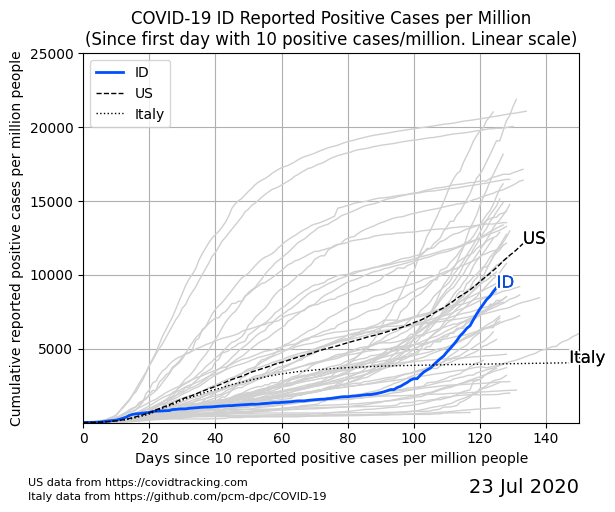 COVID-19 ID Reported Positive Cases per Million
(Since first day with 10 positive cases/million. Linear scale)
Cumulative reported positive cases per million people
25000
20000
15000
10000
5000
ID
US
Italy
US
ID
Italy
0 20 40 60 80 100 120 140
Days since 10 reported positive cases per million people
US data from https://covidtracking.com
Italy data from https://github.com/pcm-dpc/COVID-19
23 Jul 2020